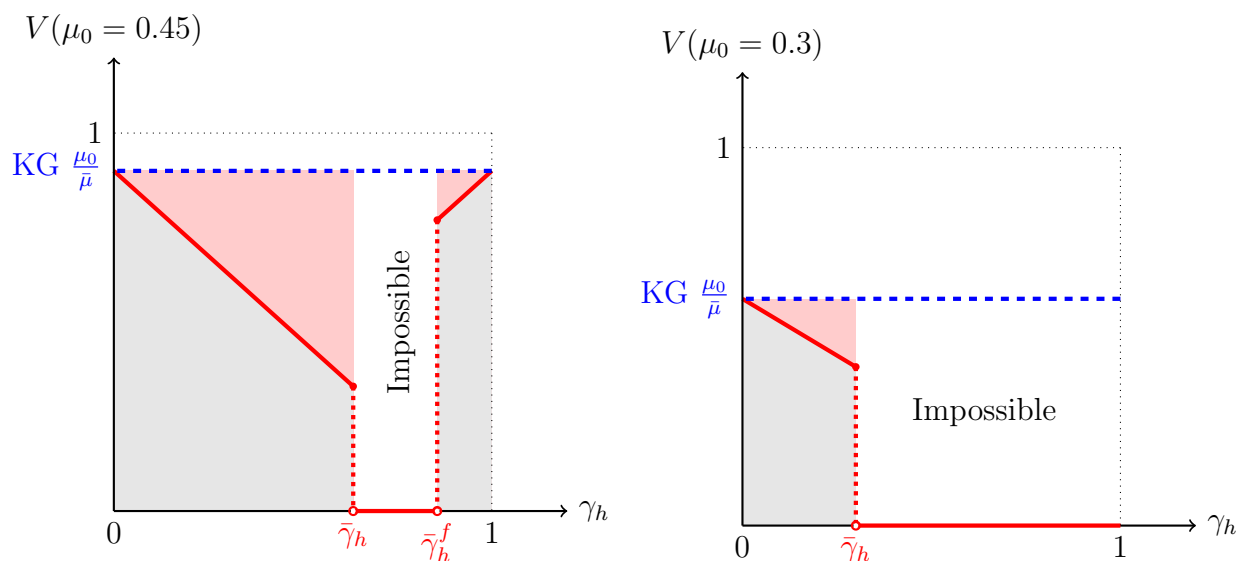 V(μ₀ = 0.45)
1
KG μ₀/μ̄
Impossible
0
γ̄ₕ
γ̄ₕᶠ
1
γₕ
V(μ₀ = 0.3)
1
KG μ₀/μ̄
Impossible
0
γ̄ₕ
1
γₕ